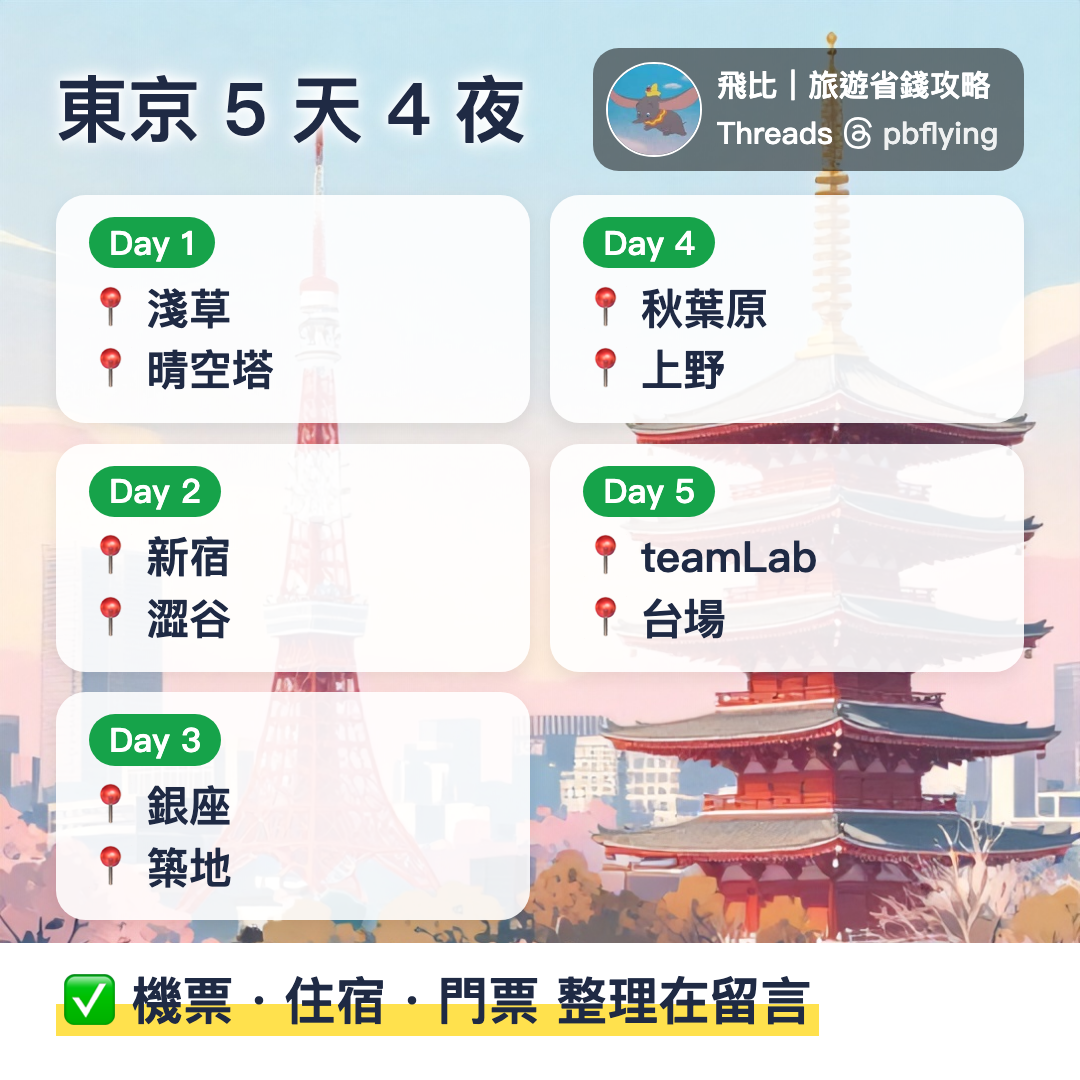 東京 5 天 4 夜
飛比｜旅遊省錢攻略
Threads @ pbflying
Day 1
📍 淺草
📍 晴空塔
Day 2
📍 新宿
📍 澀谷
Day 3
📍 銀座
📍 築地
Day 4
📍 秋葉原
📍 上野
Day 5
📍 teamLab
📍 台場
✅ 機票 · 住宿 · 門票 整理在留言